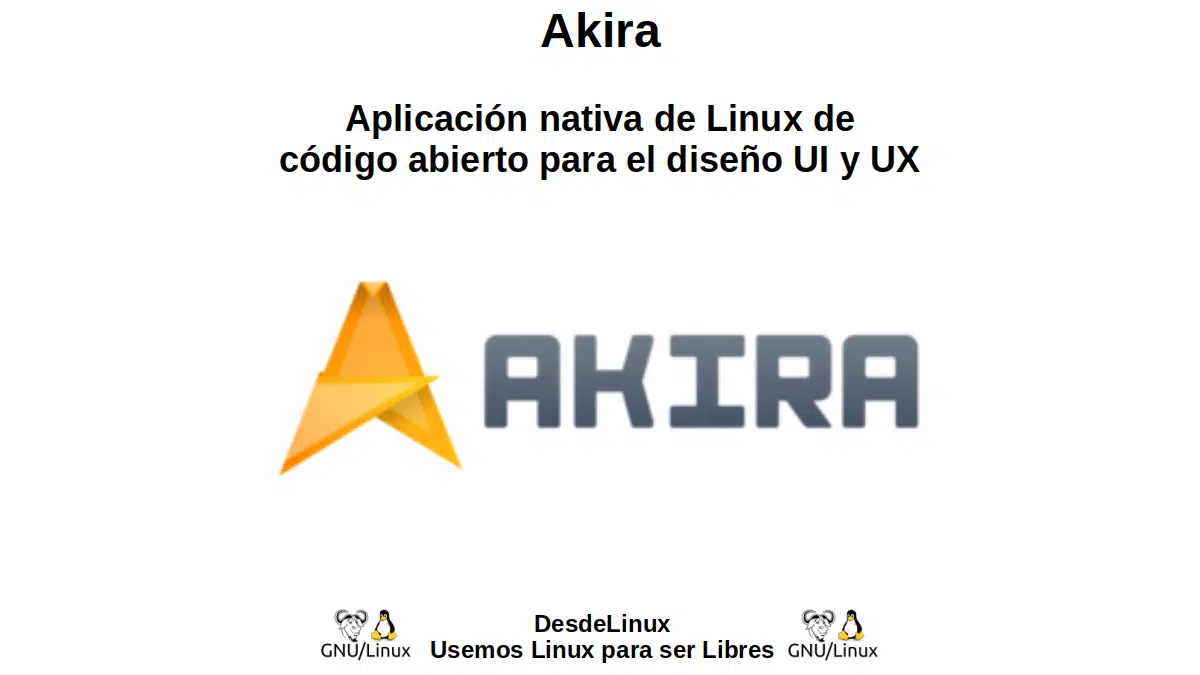 Akira
Aplicación nativa de Linux de
código abierto para el diseño UI y UX
AKIRA
DesdeLinux
GNU/Linux Usemos Linux para ser Libres GNU/Linux